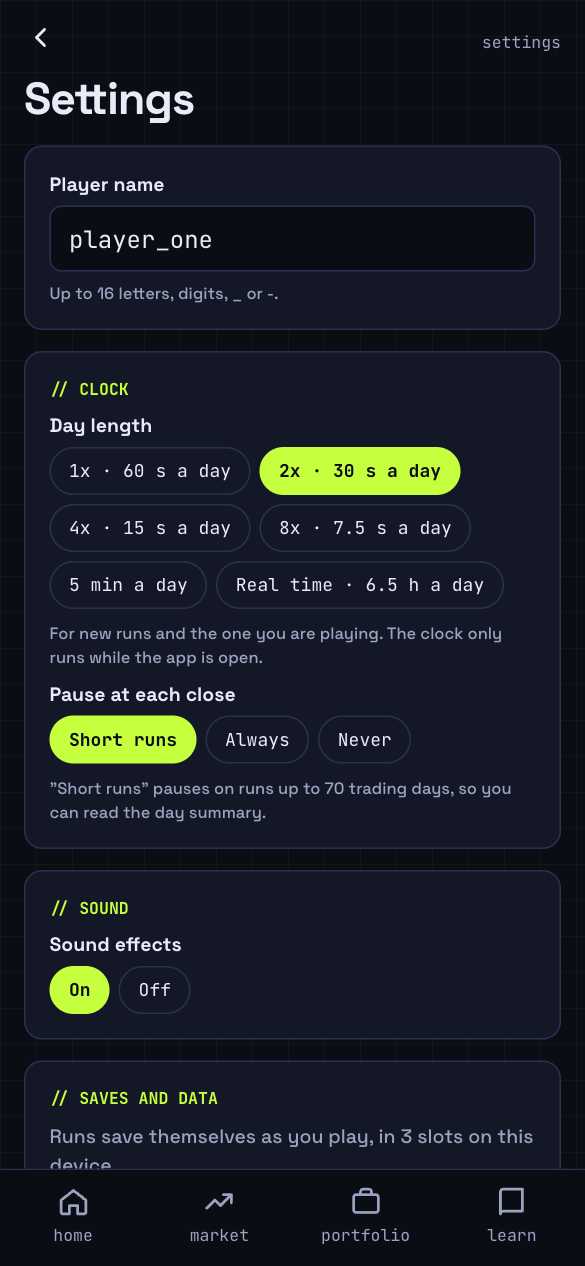 settings
Settings
Player name
player_one
Up to 16 letters, digits, _ or -.
// CLOCK
Day length
1x · 60 s a day
2x · 30 s a day
4x · 15 s a day
8x · 7.5 s a day
5 min a day
Real time · 6.5 h a day
For new runs and the one you are playing. The clock only
runs while the app is open.
Pause at each close
Short runs
Always
Never
”Short runs” pauses on runs up to 70 trading days, so you
can read the day summary.
// SOUND
Sound effects
On
Off
// SAVES AND DATA
Runs save themselves as you play, in 3 slots on this
device
home
market
portfolio
learn